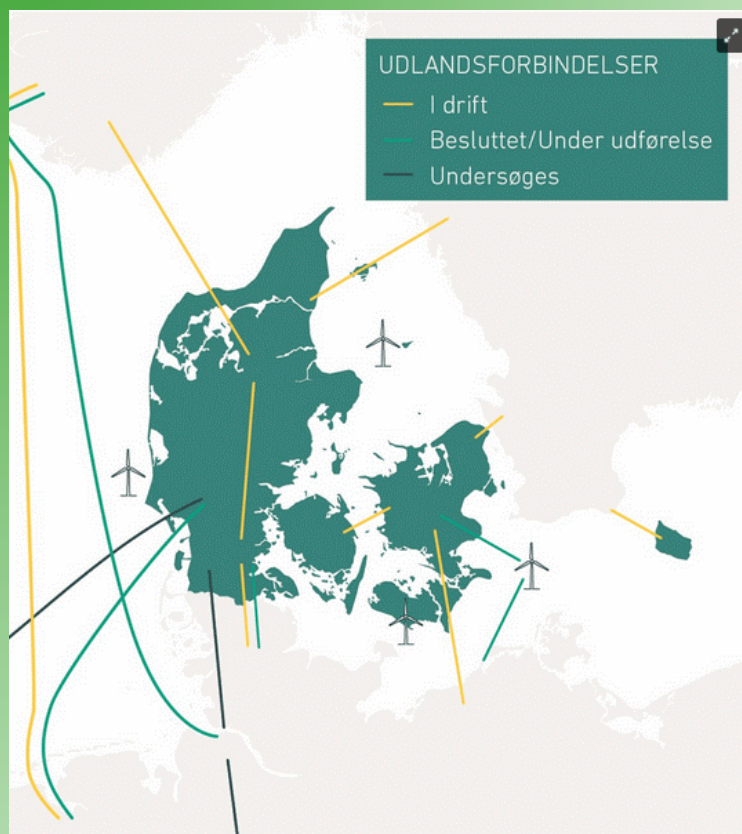 UDLANDSFORBINDELSER
I drift
Besluttet/Under udførelse
Undersøges